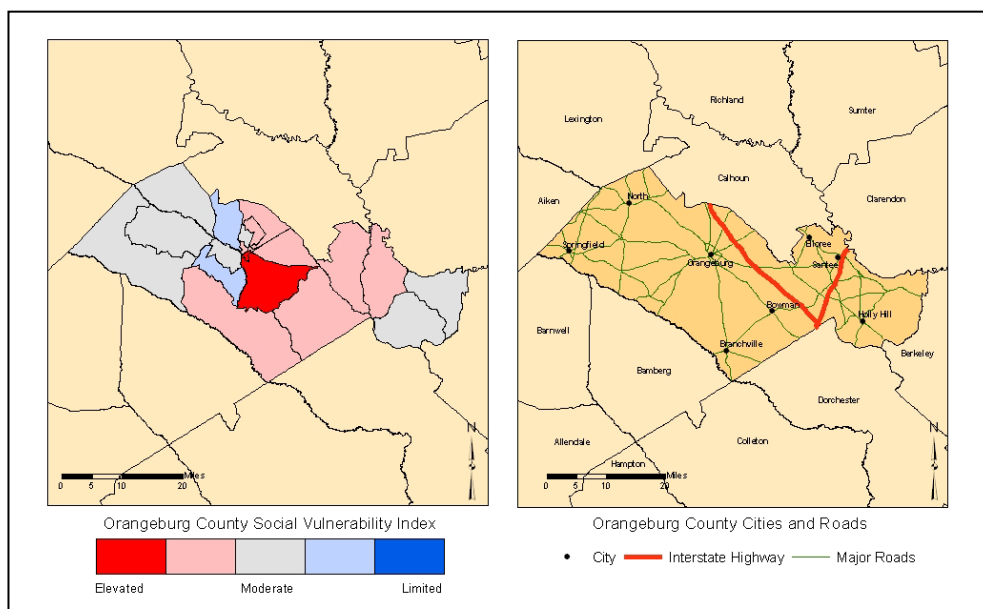 N
Miles
0 5 10 20
Orangeburg County Social Vulnerability Index
Elevated Moderate Limited
Richland
Sumter
Lexington
Calhoun
Clarendon
Aiken
North
Elloree
Springfield
Santee
Orangeburg
Bowman
Holly Hill
Barnwell
Branchville
Berkeley
Bamberg
Dorchester
Allendale
Colleton
Hampton
N
Miles
0 5 10 20
Orangeburg County Cities and Roads
City Interstate Highway Major Roads